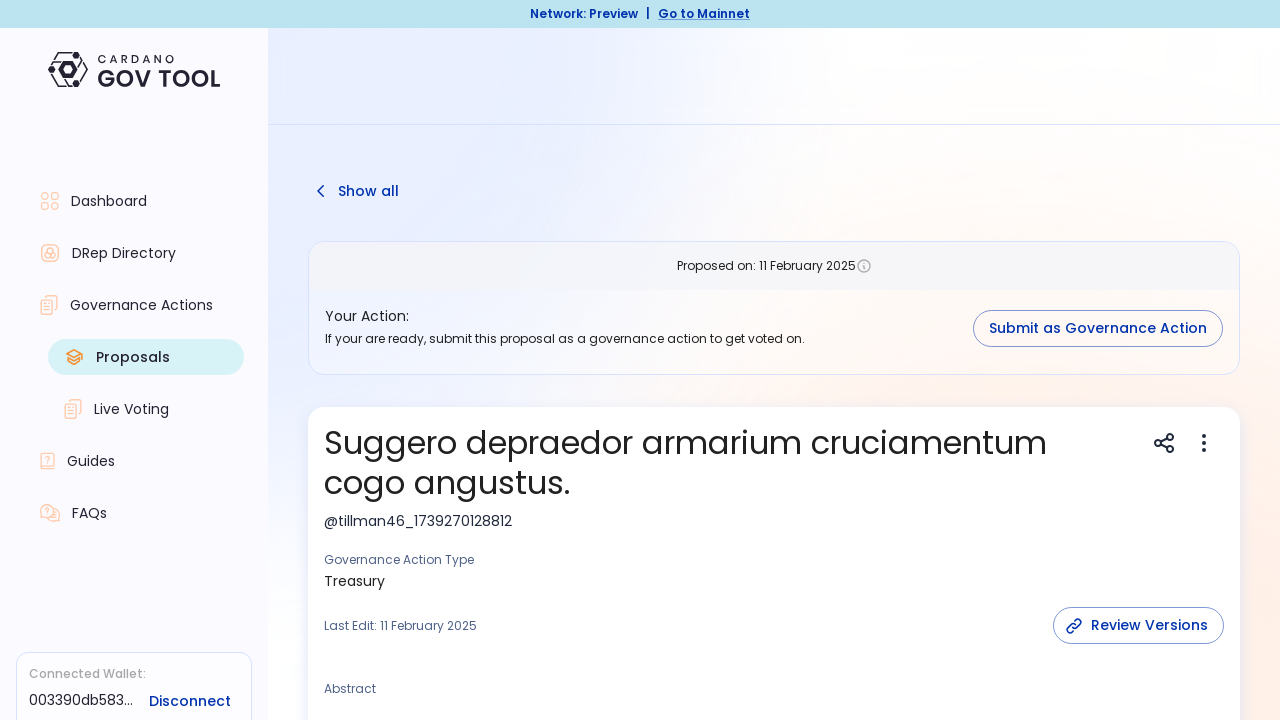 Network: Preview | Go to Mainnet
CARDANO
GOV TOOL
Dashboard
DRep Directory
Governance Actions
Proposals
Live Voting
Guides
FAQs
Connected Wallet:
003390db583...
Disconnect
Show all
Proposed on: 11 February 2025
Your Action:
If your are ready, submit this proposal as a governance action to get voted on.
Submit as Governance Action
Suggero depraedor armarium cruciamentum
cogo angustus.
@tillman46_1739270128812
Governance Action Type
Treasury
Last Edit: 11 February 2025
Review Versions
Abstract